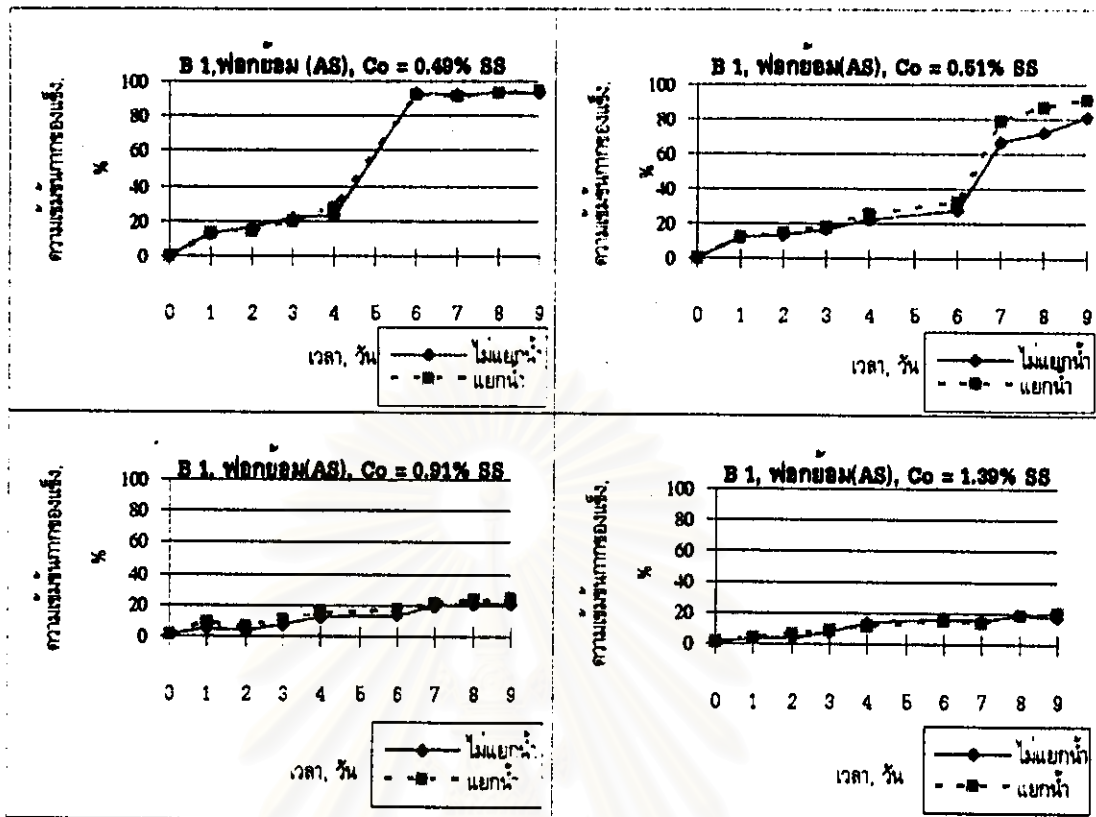 B 1,ฟอกย้อม (AS), Co = 0.49% SS
ความเข้มข้นกากของแข็ง,
%
100
80
60
40
20
0
0 1 2 3 4 5 6 7 8 9
เวลา, วัน
ไม่แยกน้ำ
แยกน้ำ
B 1, ฟอกย้อม(AS), Co = 0.51% SS
ความเข้มข้นกากของแข็ง,
%
100
80
60
40
20
0
0 1 2 3 4 5 6 7 8 9
เวลา, วัน
ไม่แยกน้ำ
แยกน้ำ
B 1, ฟอกย้อม(AS), Co = 0.91% SS
ความเข้มข้นกากของแข็ง,
%
100
80
60
40
20
0
0 1 2 3 4 5 6 7 8 9
เวลา, วัน
ไม่แยกน้ำ
แยกน้ำ
B 1, ฟอกย้อม(AS), Co = 1.39% SS
ความเข้มข้นกากของแข็ง,
%
100
80
60
40
20
0
0 1 2 3 4 5 6 7 8 9
เวลา, วัน
ไม่แยกน้ำ
แยกน้ำ